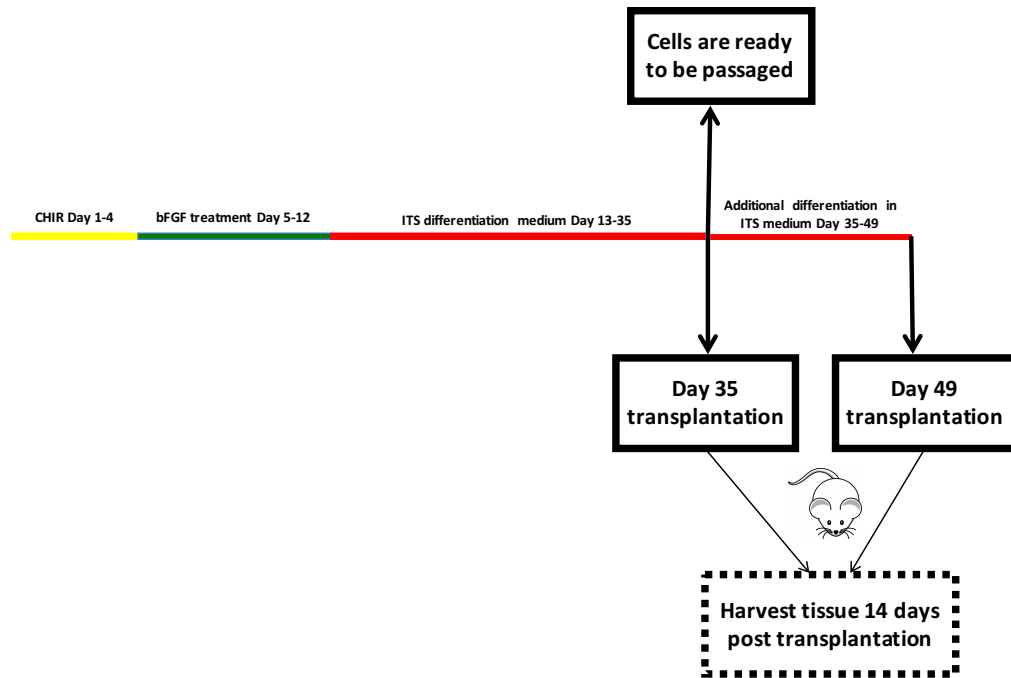 Cells are ready
to be passaged
CHIR Day 1-4
bFGF treatment Day 5-12
ITS differentiation medium Day 13-35
Additional differentiation in
ITS medium Day 35-49
Day 35
transplantation
Day 49
transplantation
Harvest tissue 14 days
post transplantation